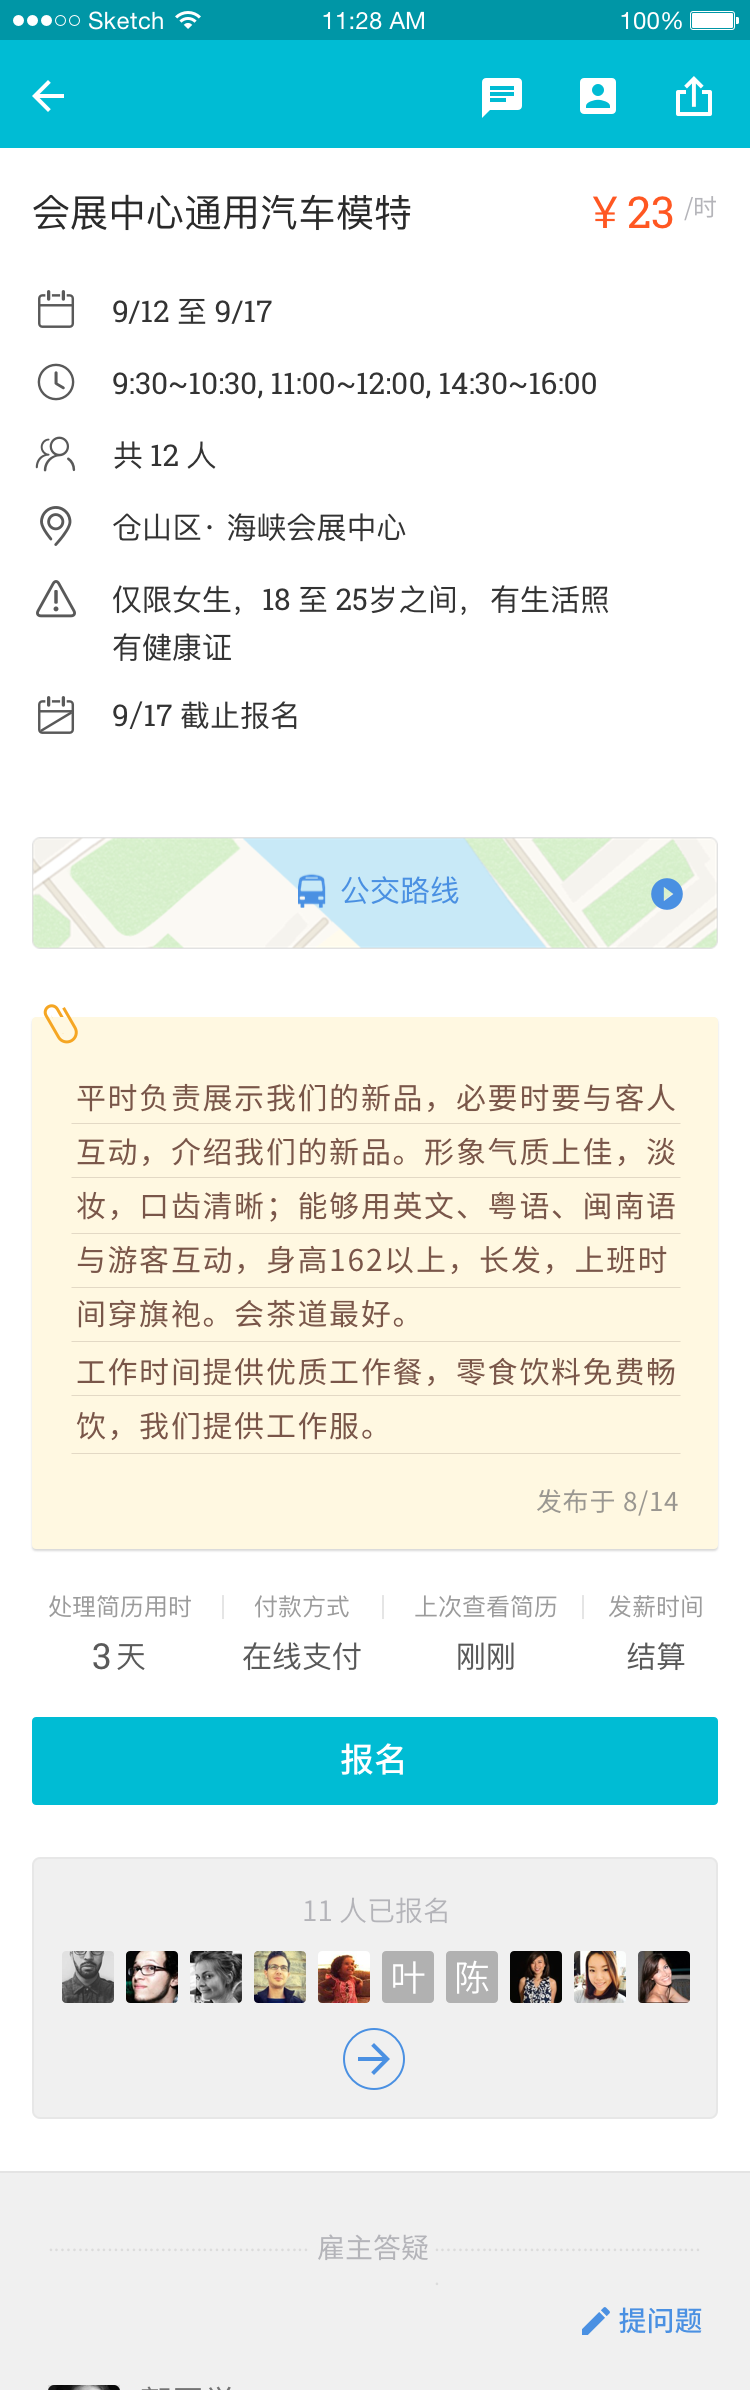 Sketch 11:28 AM 100%
会展中心通用汽车模特 ¥ 23 /时
9/12 至 9/17
9:30~10:30, 11:00~12:00, 14:30~16:00
共 12 人
仓山区· 海峡会展中心
仅限女生，18 至 25岁之间，有生活照
有健康证
9/17 截止报名
公交路线
平时负责展示我们的新品，必要时要与客人
互动，介绍我们的新品。形象气质上佳，淡
妆，口齿清晰；能够用英文、粤语、闽南语
与游客互动，身高162以上，长发，上班时
间穿旗袍。会茶道最好。
工作时间提供优质工作餐，零食饮料免费畅
饮，我们提供工作服。
发布于 8/14
处理简历用时 付款方式 上次查看简历 发薪时间
3 天 在线支付 刚刚 结算
报名
11 人已报名
叶 陈
雇主答疑
提问题